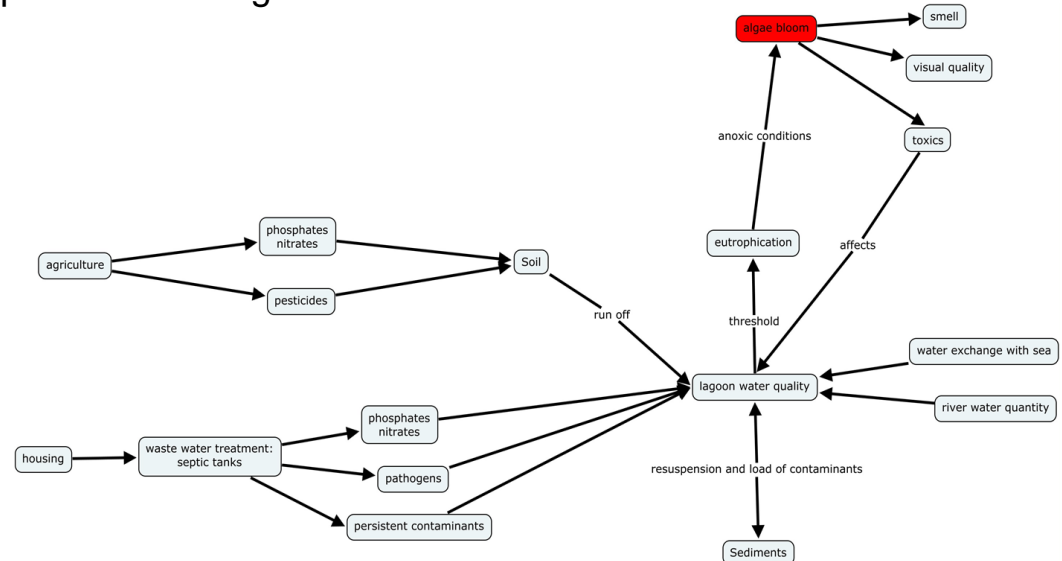 algae bloom
smell
visual quality
anoxic conditions
toxics
phosphates
nitrates
agriculture
pesticides
Soil
eutrophication
affects
run off
threshold
water exchange with sea
lagoon water quality
river water quantity
phosphates
nitrates
housing
waste water treatment:
septic tanks
pathogens
persistent contaminants
resuspension and load of contaminants
Sediments